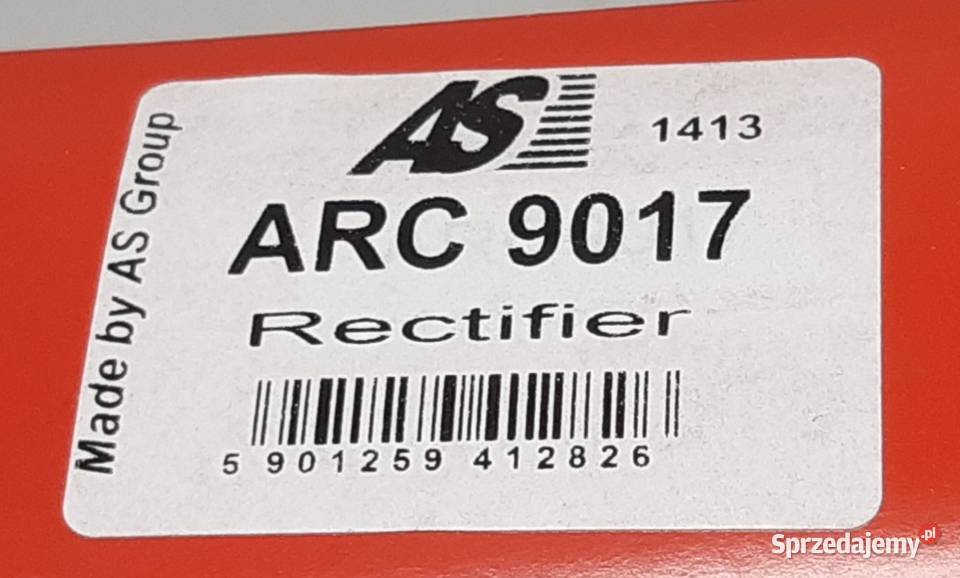 AS
1413
ARC 9017
Rectifier
5 901259 412826
Made by AS Group
Sprzedajemy.pl